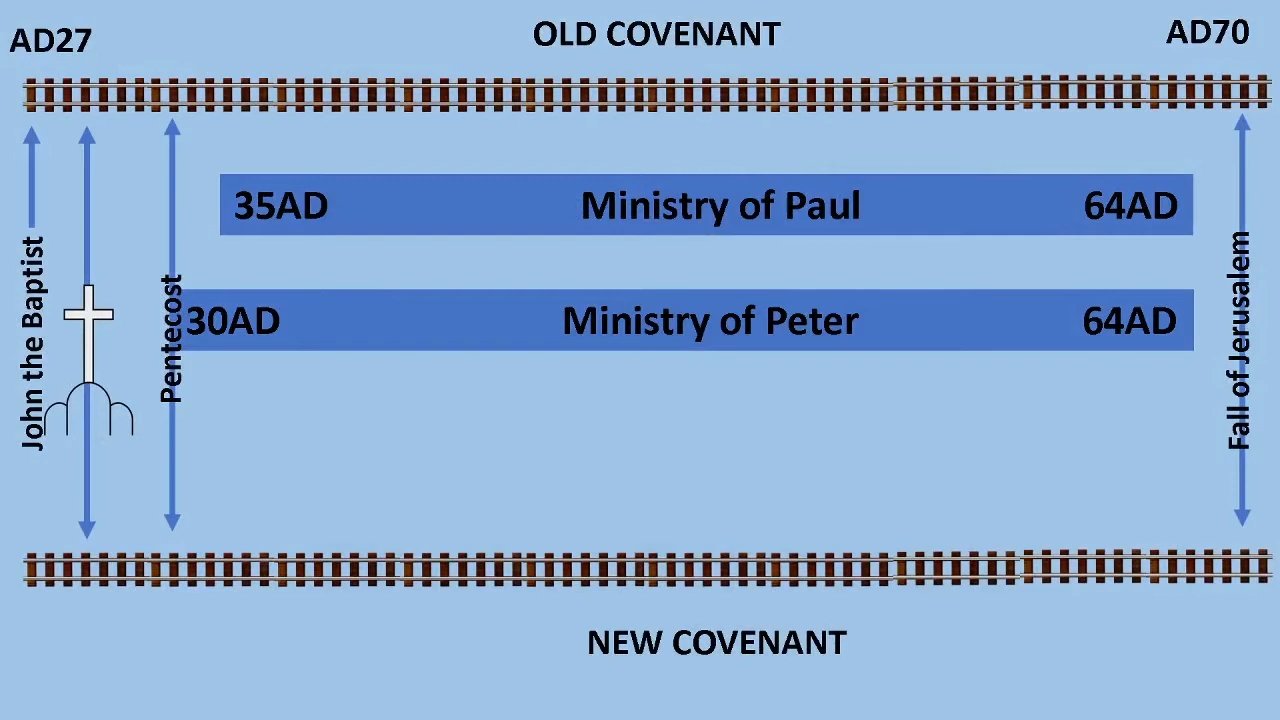 AD27
OLD COVENANT
AD70
35AD
Ministry of Paul
64AD
John the Baptist
Pentecost
30AD
Ministry of Peter
64AD
Fall of Jerusalem
NEW COVENANT